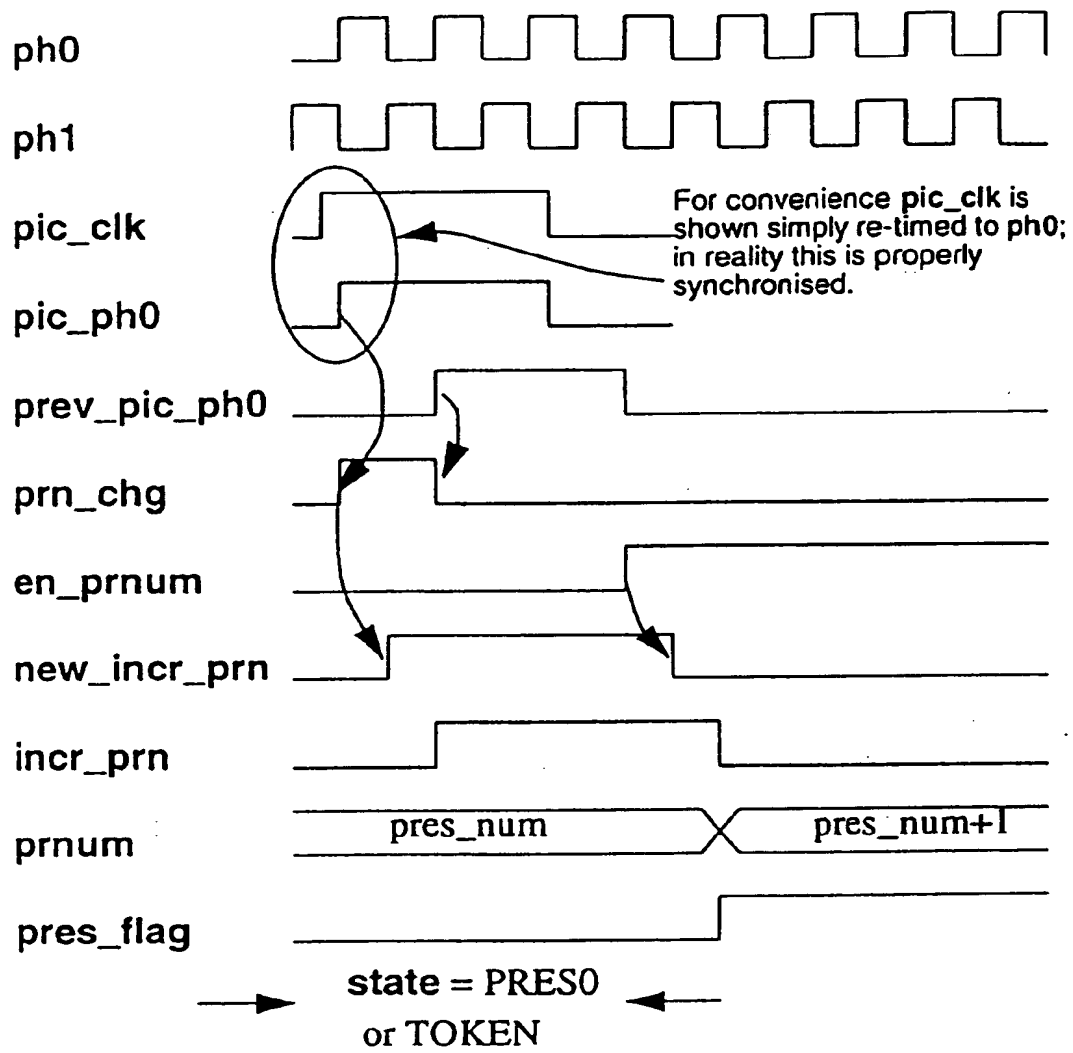 ph0
ph1
pic_clk
For convenience pic_clk is
shown simply re-timed to ph0;
in reality this is properly
synchronised.
pic_ph0
prev_pic_ph0
prn_chg
en_prnum
new_incr_prn
incr_prn
prnum
pres_num
pres_num+1
pres_flag
state = PRES0
or TOKEN